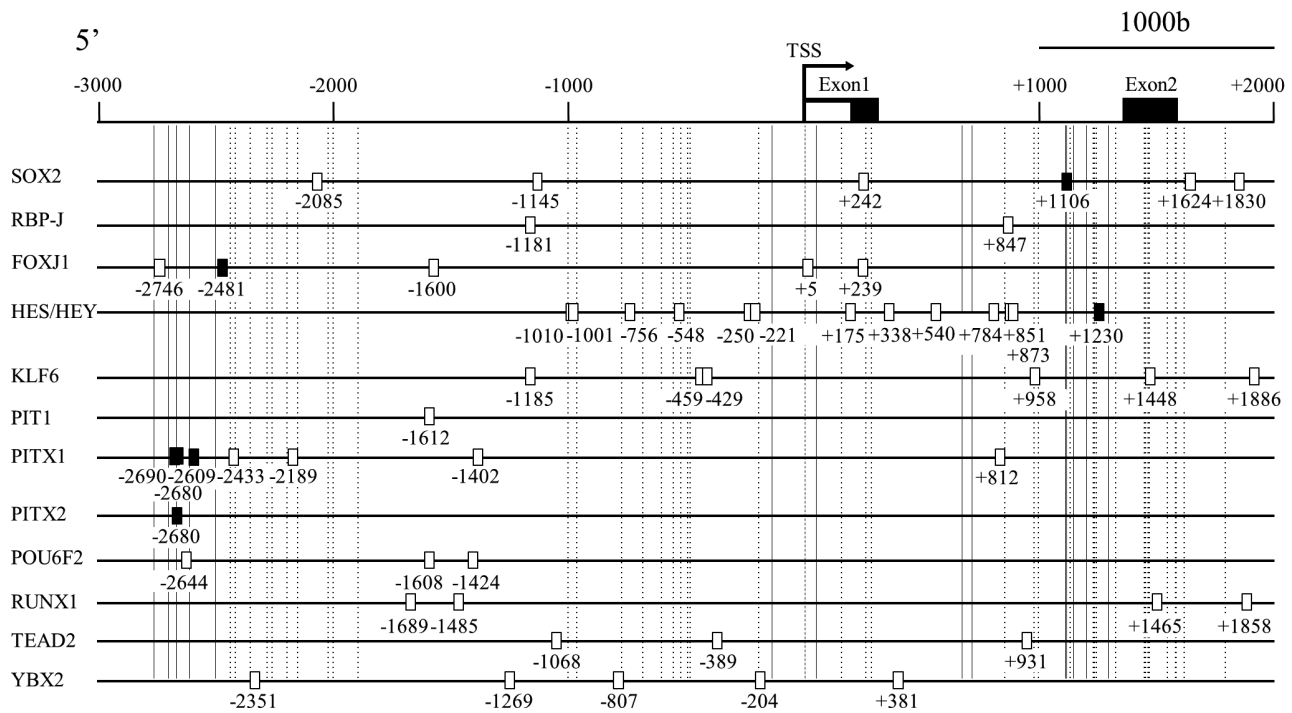 1000b
5’
TSS
-3000 -2000 -1000 Exon1 +1000 Exon2 +2000
SOX2
-2085 -1145 +242 +1106 +1624 +1830
RBP-J
-1181 +847
FOXJ1
-2746 -2481 -1600 +5 +239
HES/HEY
-1010 -1001 -756 -548 -250 -221 +175 +338 +540 +784 +851 +1230
+873
KLF6
-1185 -459 -429 +958 +1448 +1886
PIT1
-1612
PITX1
-2690 -2609 -2433 -2189 -1402 +812
-2680
PITX2
-2680
POU6F2
-2644 -1608 -1424
RUNX1
-1689 -1485 +1465 +1858
TEAD2
-1068 -389 +931
YBX2
-2351 -1269 -807 -204 +381